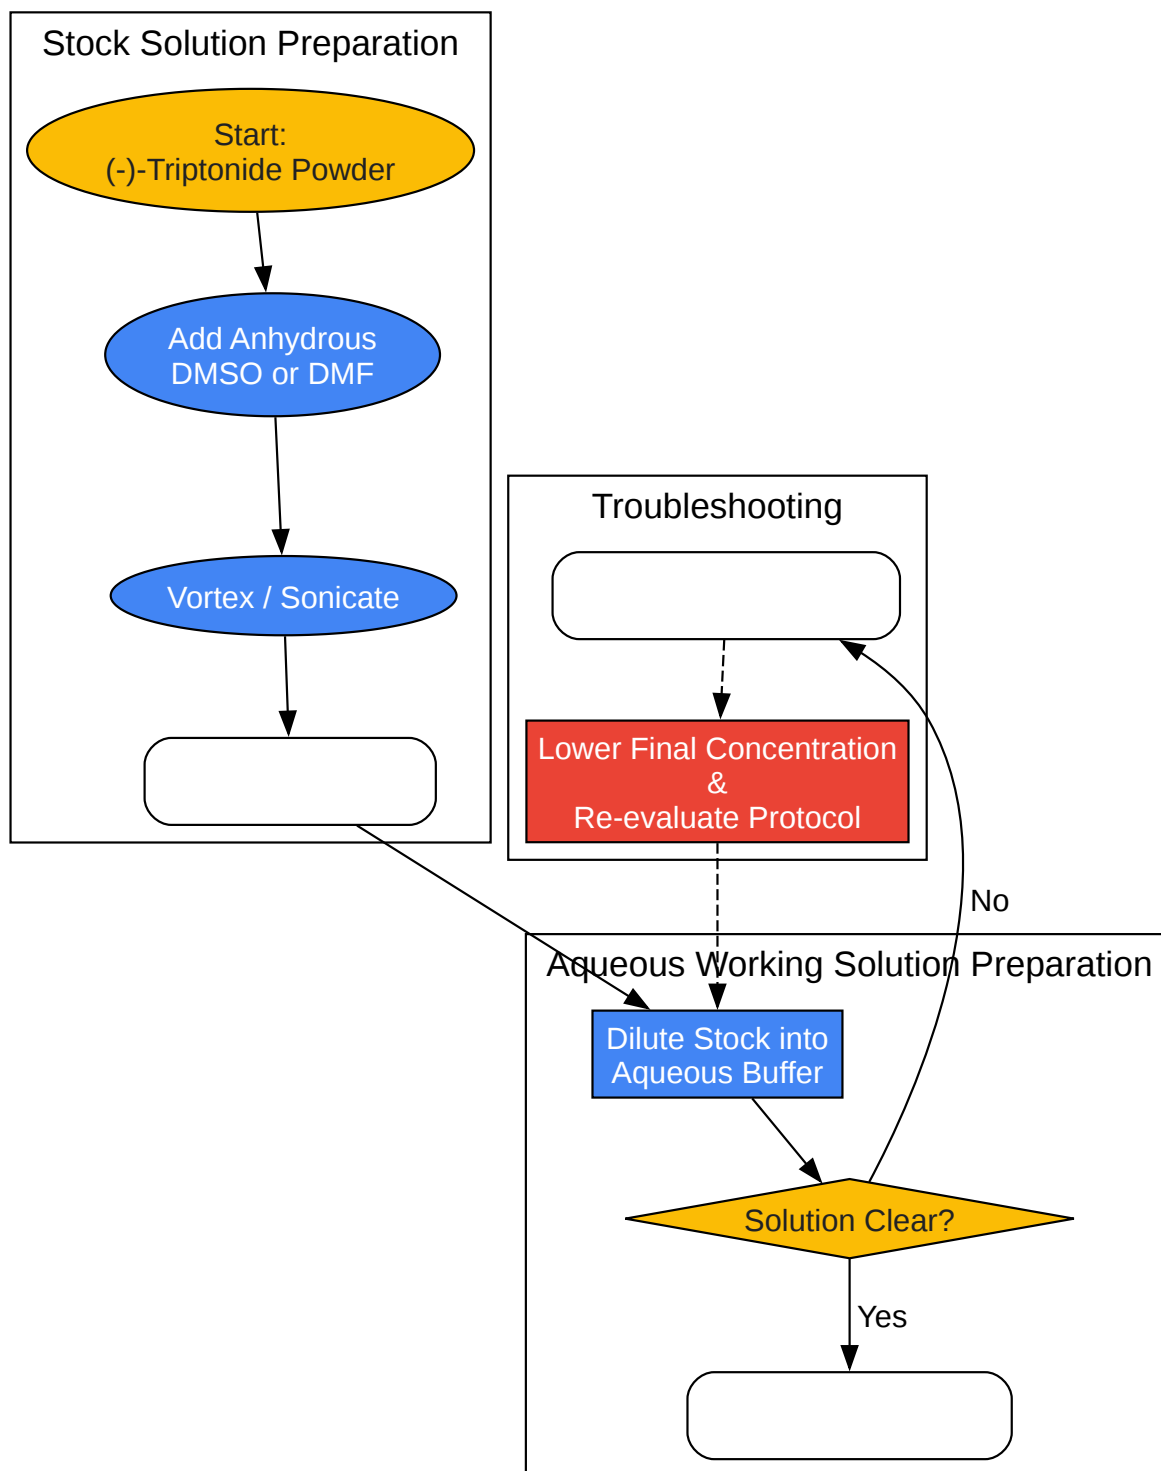 Stock Solution Preparation
Start:
(-)-Triptonide Powder
Add Anhydrous
DMSO or DMF
Vortex / Sonicate
Troubleshooting
Lower Final Concentration
&
Re-evaluate Protocol
No
Aqueous Working Solution Preparation
Dilute Stock into
Aqueous Buffer
Solution Clear?
Yes